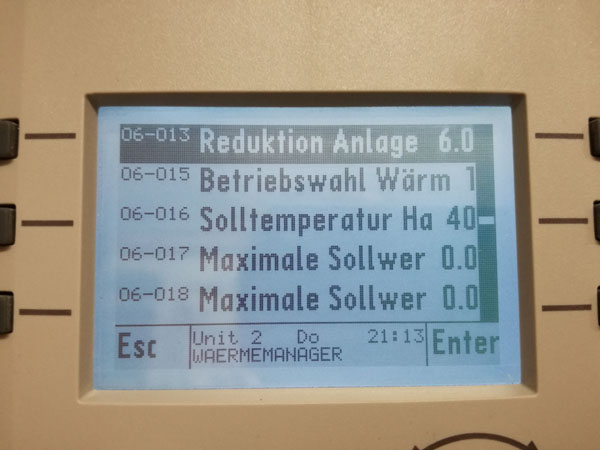 06-013 Reduktion Anlage 6.0
06-015 Betriebswahl Wärm 1
06-016 Solltemperatur Ha 40
06-017 Maximale Sollwer 0.0
06-018 Maximale Sollwer 0.0
Esc Unit 2 Do 21:13 Enter
WAERMEMANAGER